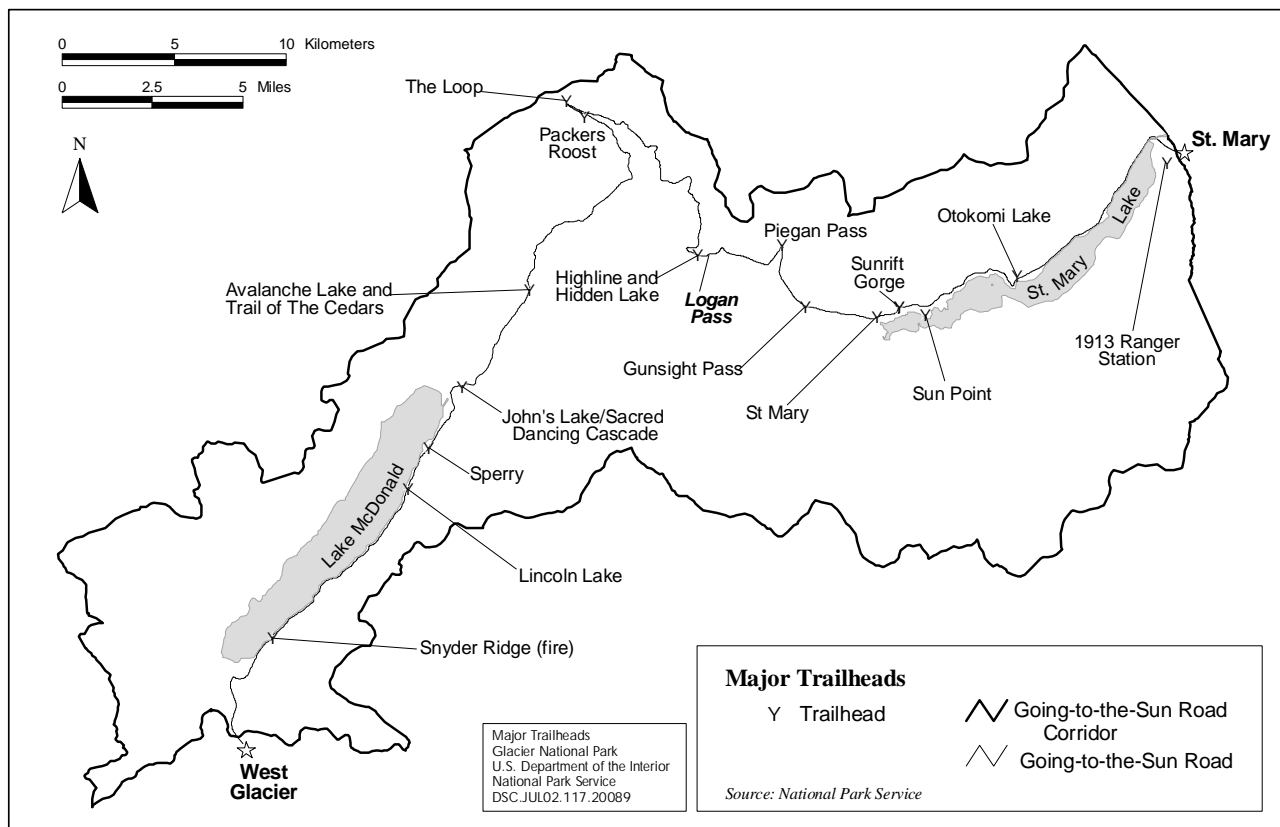 0 5 10 Kilometers
0 2.5 5 Miles
N
The Loop
Packers
Roost
St. Mary
Otokomi Lake
Lake
St. Mary
Piegan Pass
Sunrift
Gorge
Highline and
Hidden Lake
Logan
Pass
Avalanche Lake and
Trail of The Cedars
1913 Ranger
Station
Gunsight Pass
St Mary
Sun Point
John's Lake/Sacred
Dancing Cascade
Sperry
Lake McDonald
Lincoln Lake
Snyder Ridge (fire)
West
Glacier
Major Trailheads
Glacier National Park
U.S. Department of the Interior
National Park Service
DSC.JUL02.117.20089
Major Trailheads
Trailhead
Going-to-the-Sun Road
Corridor
Going-to-the-Sun Road
Source: National Park Service